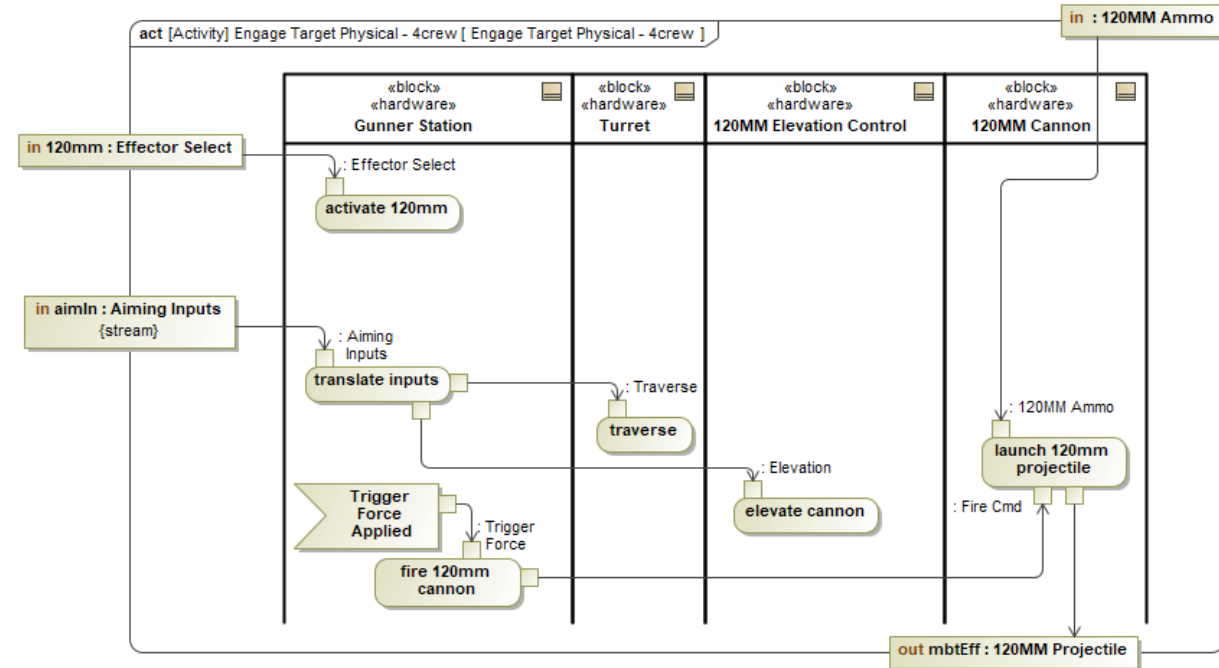 in : 120MM Ammo
act [Activity] Engage Target Physical - 4crew [ Engage Target Physical - 4crew ]
«block»
«hardware»
Gunner Station
«block»
«hardware»
Turret
«block»
«hardware»
120MM Elevation Control
«block»
«hardware»
120MM Cannon
in 120mm : Effector Select
: Effector Select
activate 120mm
in aimIn : Aiming Inputs
{stream}
: Aiming
Inputs
translate inputs
: Traverse
traverse
: 120MM Ammo
launch 120mm
projectile
: Elevation
elevate cannon
: Fire Cmd
Trigger
Force
Applied
: Trigger
Force
fire 120mm
cannon
out mbtEff : 120MM Projectile